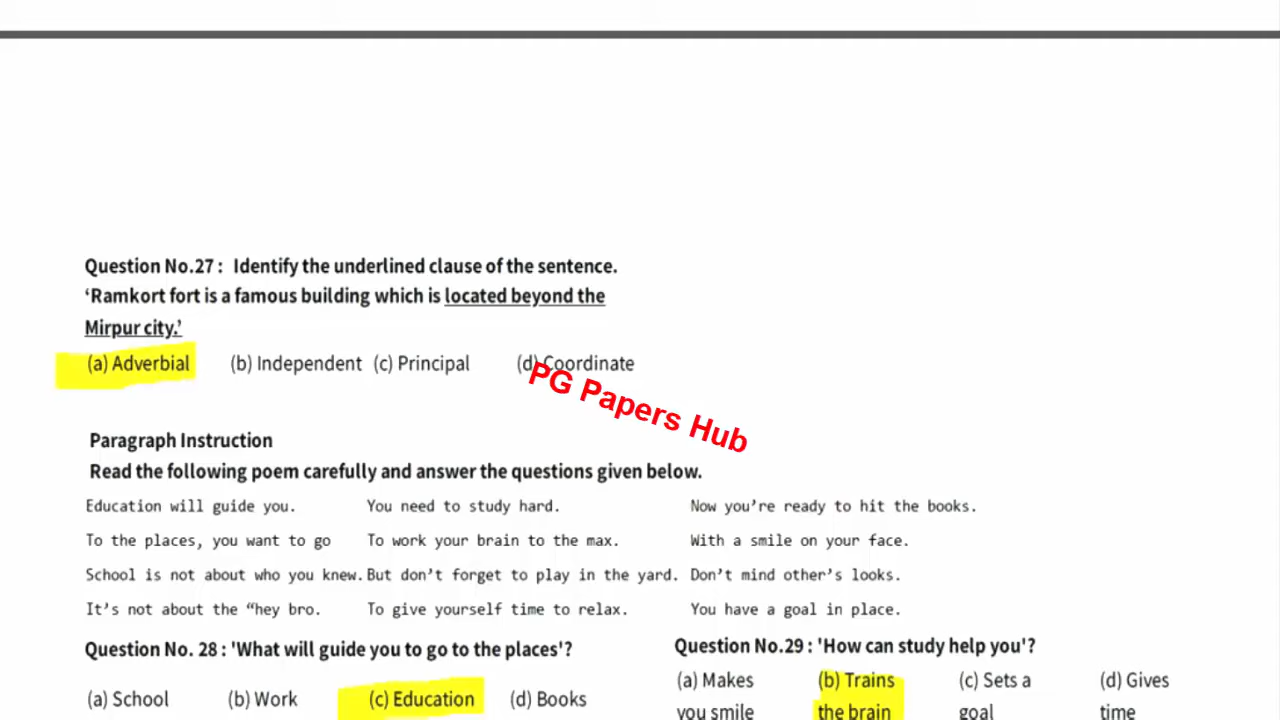 Question No.27 : Identify the underlined clause of the sentence.
‘Ramkort fort is a famous building which is located beyond the
Mirpur city.’
(a) Adverbial (b) Independent (c) Principal (d) Coordinate
PG Papers Hub
Paragraph Instruction
Read the following poem carefully and answer the questions given below.
Education will guide you. You need to study hard. Now you’re ready to hit the books.
To the places, you want to go To work your brain to the max. With a smile on your face.
School is not about who you knew. But don’t forget to play in the yard. Don’t mind other’s looks.
It’s not about the “hey bro. To give yourself time to relax. You have a goal in place.
Question No. 28 : 'What will guide you to go to the places'?
(a) School (b) Work (c) Education (d) Books
Question No.29 : 'How can study help you'?
(a) Makes (b) Trains (c) Sets a (d) Gives
you smile the brain goal time